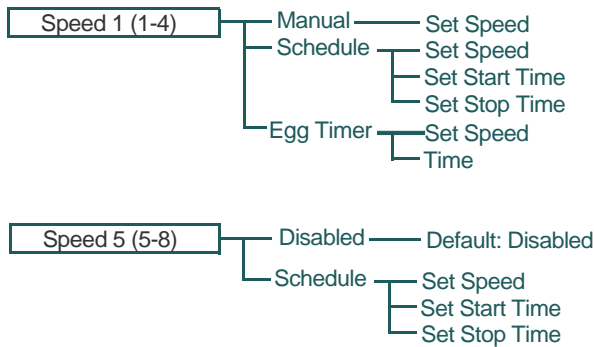 Speed 1 (1-4)
Manual Set Speed
Schedule Set Speed
Set Start Time
Set Stop Time
Egg Timer Set Speed
Time
Speed 5 (5-8) Disabled Default: Disabled
Schedule Set Speed
Set Start Time
Set Stop Time